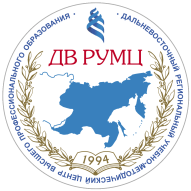 ДАЛЬНЕВОСТОЧНЫЙ РЕГИОНАЛЬНЫЙ УЧЕБНО-МЕТОДИЧЕСКИЙ ЦЕНТР ВЫСШЕГО ПРОФЕССИОНАЛЬНОГО ОБРАЗОВАНИЯ
ДВ РУМЦ
1994